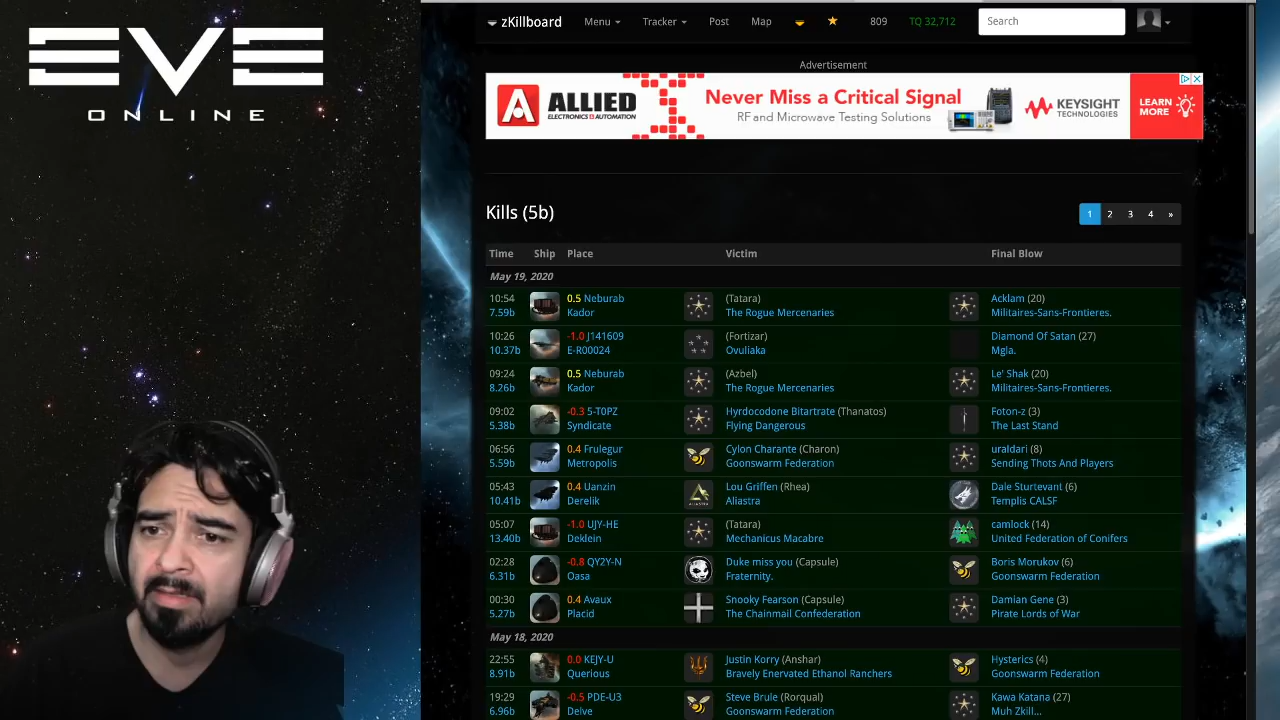 EVE
ONLINE
zKillboard Menu Tracker Post Map 809 TQ 32,712 Search
Advertisement
ALLIED
ELECTRONICS & AUTOMATION
Never Miss a Critical Signal
RF and Microwave Testing Solutions
KEYSIGHT
TECHNOLOGIES
LEARN
MORE
Kills (5b) 1 2 3 4 »
Time Ship Place Victim Final Blow
May 19, 2020
10:54 0.5 Neburab (Tatara) Acklam (20)
7.59b Kador The Rogue Mercenaries Militaires-Sans-Frontieres.
10:26 -1.0 J141609 (Fortizar) Diamond Of Satan (27)
10.37b E-R00024 Ovuliaka Mgla.
09:24 0.5 Neburab (Azbel) Le' Shak (20)
8.26b Kador The Rogue Mercenaries Militaires-Sans-Frontieres.
09:02 -0.3 5-T0PZ Hyrdocodone Bitartrate (Thanatos) Foton-z (3)
5.38b Syndicate Flying Dangerous The Last Stand
06:56 0.4 Frulegur Cylon Charante (Charon) uraldari (8)
5.59b Metropolis Goonswarm Federation Sending Thots And Players
05:43 0.4 Uanzin Lou Griffen (Rhea) Dale Sturtevant (6)
10.41b Derelik ALIASTRA Aliastra Templis CALSF
05:07 -1.0 UJY-HE (Tatara) camlock (14)
13.40b Deklein Mechanicus Macabre United Federation of Conifers
02:28 -0.8 QY2Y-N Duke miss you (Capsule) Boris Morukov (6)
6.31b Oasa Fraternity. Goonswarm Federation
00:30 0.4 Avaux Snooky Fearson (Capsule) Damian Gene (3)
5.27b Placid The Chainmail Confederation Pirate Lords of War
May 18, 2020
22:55 0.0 KEJY-U Justin Korry (Anshar) Hysterics (4)
8.91b Querious Bravely Enervated Ethanol Ranchers Goonswarm Federation
19:29 -0.5 PDE-U3 Steve Brule (Rorqual) Kawa Katana (27)
6.96b Delve Goonswarm Federation Muh Zkill...